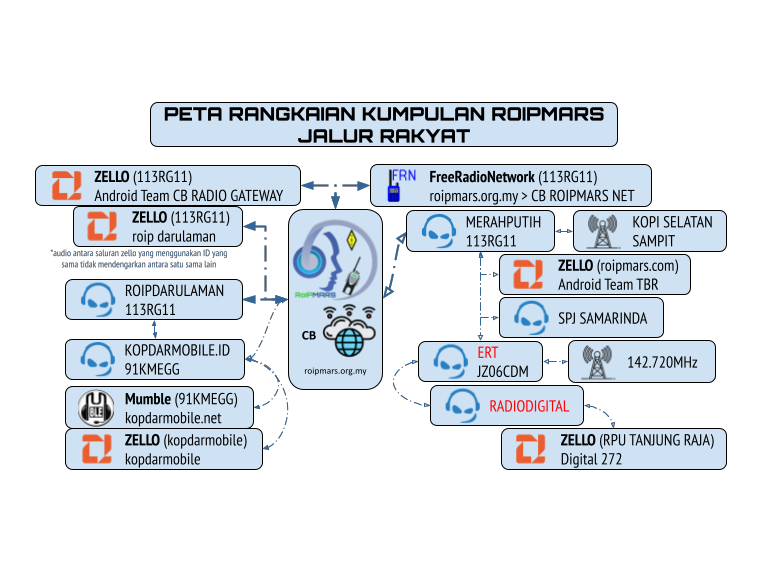 PETA RANGKAIAN KUMPULAN ROIPMARS
JALUR RAKYAT
ZELLO (113RG11)
Android Team CB RADIO GATEWAY
FRN
FreeRadioNetwork (113RG11)
roipmars.org.my > CB ROIPMARS NET
ZELLO (113RG11)
roip darulaman
*audio antara saluran zello yang menggunakan ID yang
sama tidak mendengarkan antara satu sama lain
ROIPDARULAMAN
113RG11
KOPDARMOBILE.ID
91KMEGG
BLE
Mumble (91KMEGG)
kopdarmobile.net
ZELLO (kopdarmobile)
kopdarmobile
RoIPMARS
CB
roipmars.org.my
MERAHPUTIH
113RG11
KOPI SELATAN
SAMPIT
ZELLO (roipmars.com)
Android Team TBR
SPJ SAMARINDA
ERT
JZ06CDM
142.720MHz
RADIODIGITAL
ZELLO (RPU TANJUNG RAJA)
Digital 272